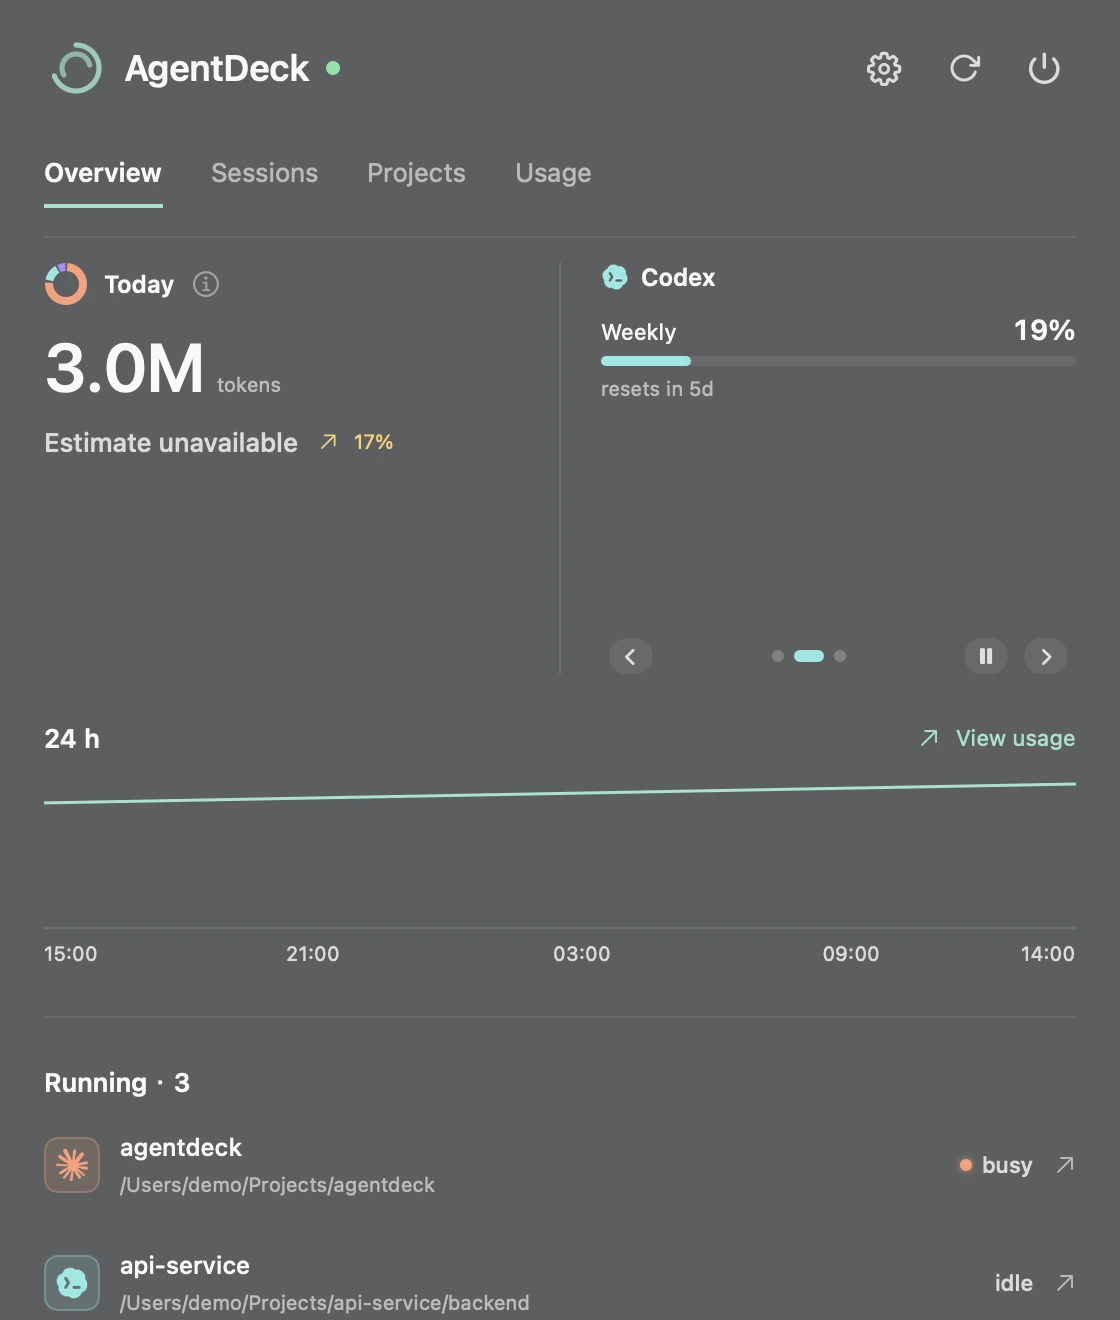 AgentDeck
Overview Sessions Projects Usage
Today
3.0M tokens
Estimate unavailable 17%
Codex
Weekly 19%
resets in 5d
24 h
View usage
15:00 21:00 03:00 09:00 14:00
Running · 3
agentdeck
/Users/demo/Projects/agentdeck
busy
api-service
/Users/demo/Projects/api-service/backend
idle